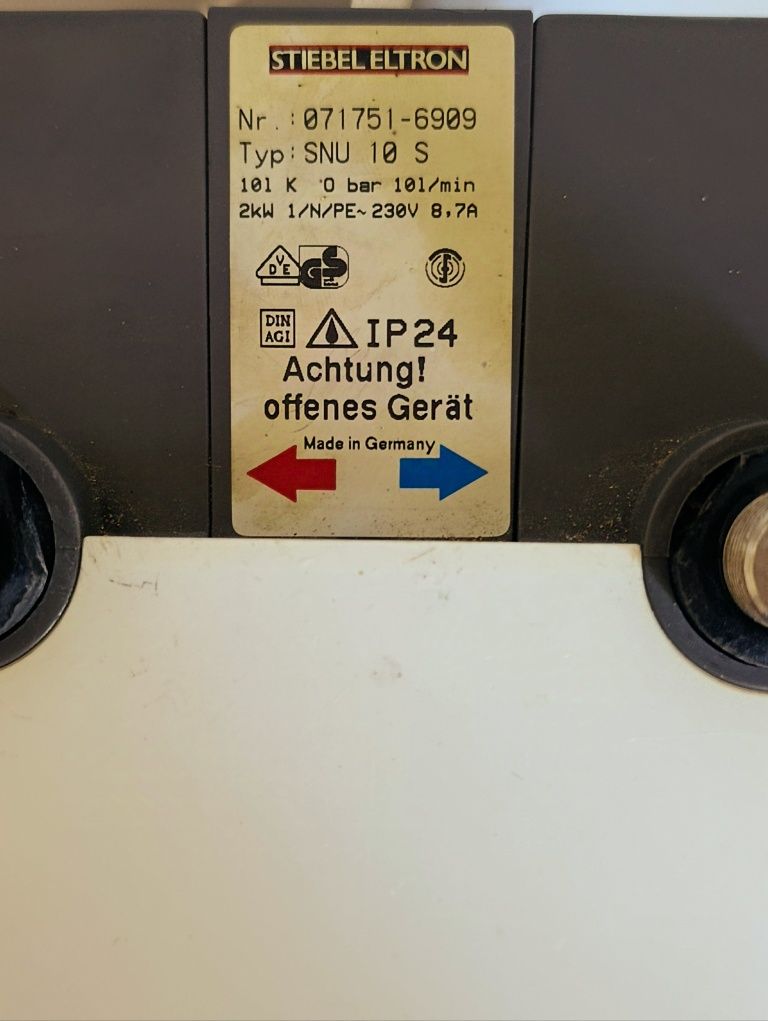 STIEBEL ELTRON
Nr. : 071751-6909
Typ: SNU 10 S
10l K 0 bar 10l/min
2kW 1/N/PE~ 230V 8,7A
VDE GS
DIN AGI IP24
Achtung!
offenes Gerät
Made in Germany